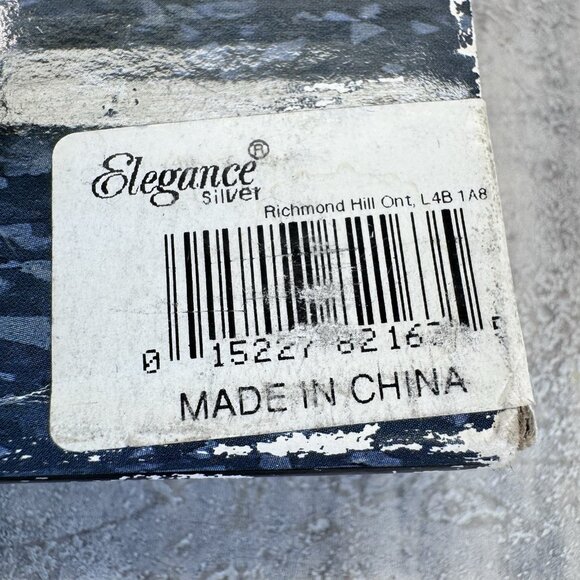 Elegance®
Silver
Richmond Hill Ont, L4B 1A8
0 15227
MADE IN CHINA